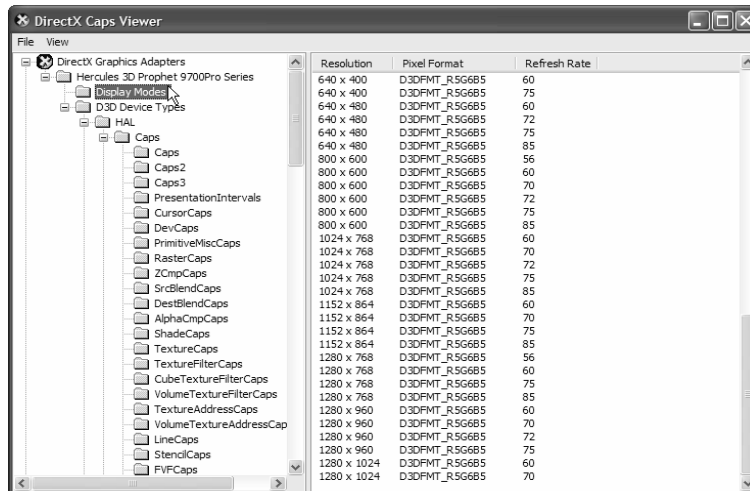 DirectX Caps Viewer
File View
DirectX Graphics Adapters
Hercules 3D Prophet 9700Pro Series
Display Modes
D3D Device Types
HAL
Caps
Caps
Caps2
Caps3
PresentationIntervals
CursorCaps
DevCaps
PrimitiveMiscCaps
RasterCaps
ZCmpCaps
SrcBlendCaps
DestBlendCaps
AlphaCmpCaps
ShadeCaps
TextureCaps
TextureFilterCaps
CubeTextureFilterCaps
VolumeTextureFilterCaps
TextureAddressCaps
VolumeTextureAddressCap
LineCaps
StencilCaps
FVFCaps
Resolution Pixel Format Refresh Rate
640 x 400 D3DFMT_R5G6B5 60
640 x 400 D3DFMT_R5G6B5 75
640 x 480 D3DFMT_R5G6B5 60
640 x 480 D3DFMT_R5G6B5 72
640 x 480 D3DFMT_R5G6B5 75
640 x 480 D3DFMT_R5G6B5 85
800 x 600 D3DFMT_R5G6B5 56
800 x 600 D3DFMT_R5G6B5 60
800 x 600 D3DFMT_R5G6B5 70
800 x 600 D3DFMT_R5G6B5 72
800 x 600 D3DFMT_R5G6B5 75
800 x 600 D3DFMT_R5G6B5 85
1024 x 768 D3DFMT_R5G6B5 60
1024 x 768 D3DFMT_R5G6B5 70
1024 x 768 D3DFMT_R5G6B5 72
1024 x 768 D3DFMT_R5G6B5 75
1024 x 768 D3DFMT_R5G6B5 85
1152 x 864 D3DFMT_R5G6B5 60
1152 x 864 D3DFMT_R5G6B5 70
1152 x 864 D3DFMT_R5G6B5 75
1152 x 864 D3DFMT_R5G6B5 85
1280 x 768 D3DFMT_R5G6B5 56
1280 x 768 D3DFMT_R5G6B5 60
1280 x 768 D3DFMT_R5G6B5 75
1280 x 768 D3DFMT_R5G6B5 85
1280 x 960 D3DFMT_R5G6B5 60
1280 x 960 D3DFMT_R5G6B5 70
1280 x 960 D3DFMT_R5G6B5 72
1280 x 960 D3DFMT_R5G6B5 75
1280 x 1024 D3DFMT_R5G6B5 60
1280 x 1024 D3DFMT_R5G6B5 70